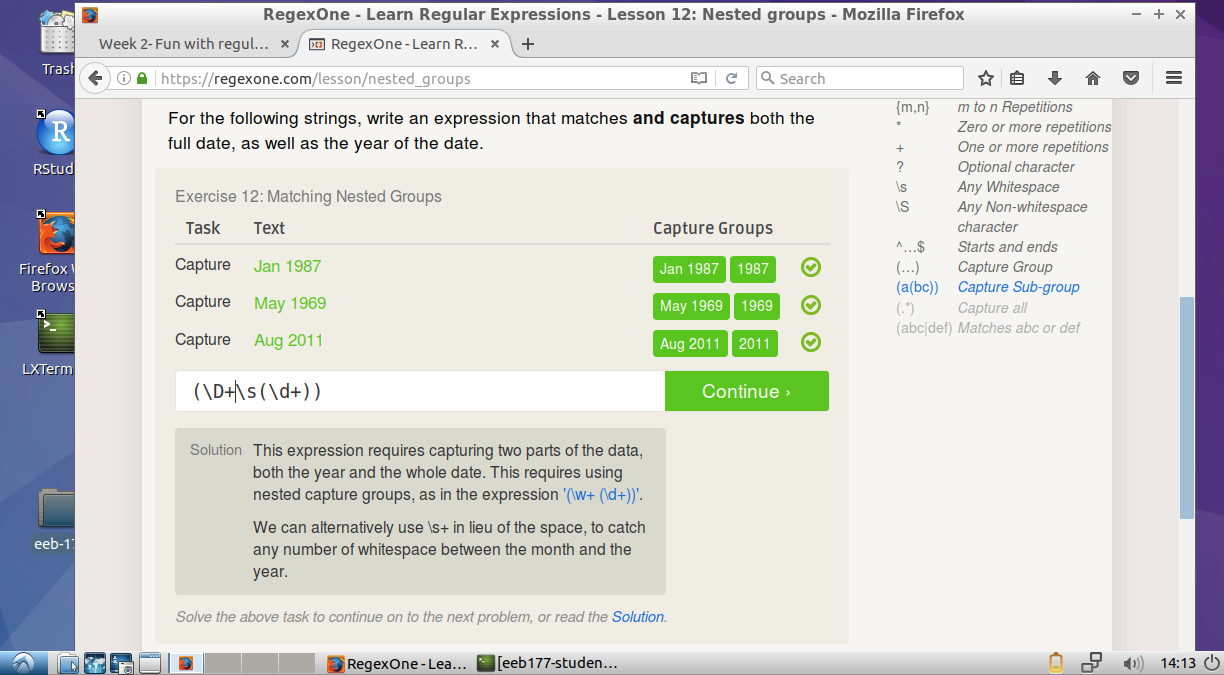 RegexOne - Learn Regular Expressions - Lesson 12: Nested groups - Mozilla Firefox
Week 2- Fun with regul...
RegexOne - Learn R...
https://regexone.com/lesson/nested_groups
Search
Trash
RStud
Firefox W
Brows
LXTerm
eeb-17
For the following strings, write an expression that matches and captures both the
full date, as well as the year of the date.
Exercise 12: Matching Nested Groups
Task Text Capture Groups
Capture Jan 1987 Jan 1987 1987
Capture May 1969 May 1969 1969
Capture Aug 2011 Aug 2011 2011
(\D+\s(\d+))
Continue ›
Solution This expression requires capturing two parts of the data,
both the year and the whole date. This requires using
nested capture groups, as in the expression '(\w+ (\d+))'.
We can alternatively use \s+ in lieu of the space, to catch
any number of whitespace between the month and the
year.
Solve the above task to continue on to the next problem, or read the Solution.
{m,n} m to n Repetitions
* Zero or more repetitions
+ One or more repetitions
? Optional character
\s Any Whitespace
\S Any Non-whitespace
character
^…$ Starts and ends
(…) Capture Group
(a(bc)) Capture Sub-group
(.*) Capture all
(abc|def) Matches abc or def
RegexOne - Lea...
[eeb177-studen...
14:13